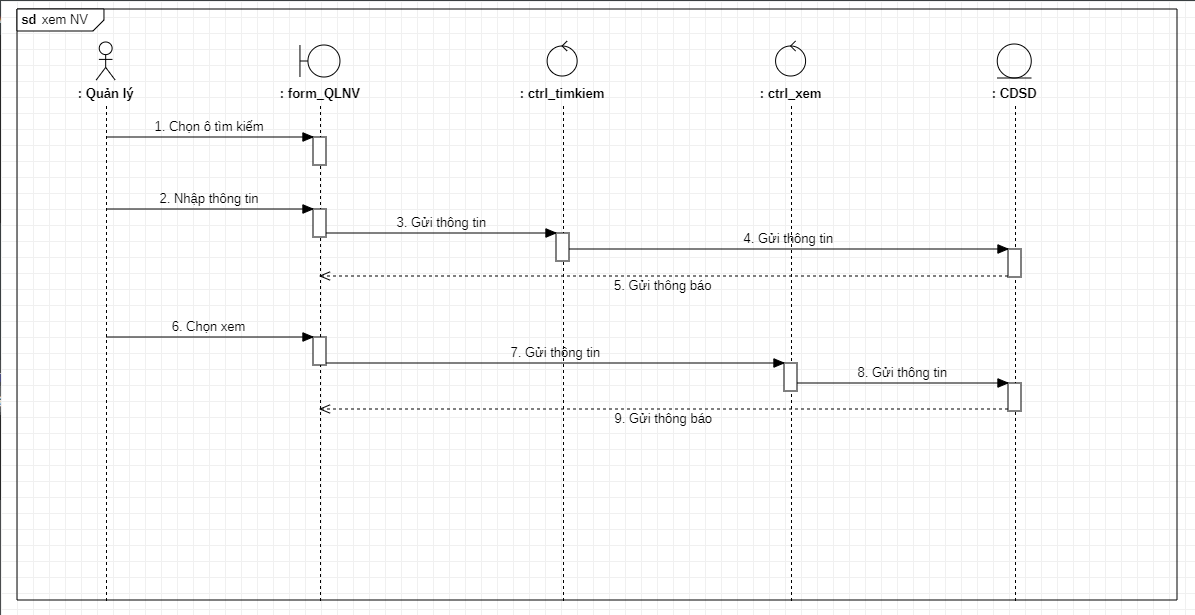 sd xem NV
: Quản lý
: form_QLNV
: ctrl_timkiem
: ctrl_xem
: CDSD
1. Chọn ô tìm kiếm
2. Nhập thông tin
3. Gửi thông tin
4. Gửi thông tin
5. Gửi thông báo
6. Chọn xem
7. Gửi thông tin
8. Gửi thông tin
9. Gửi thông báo